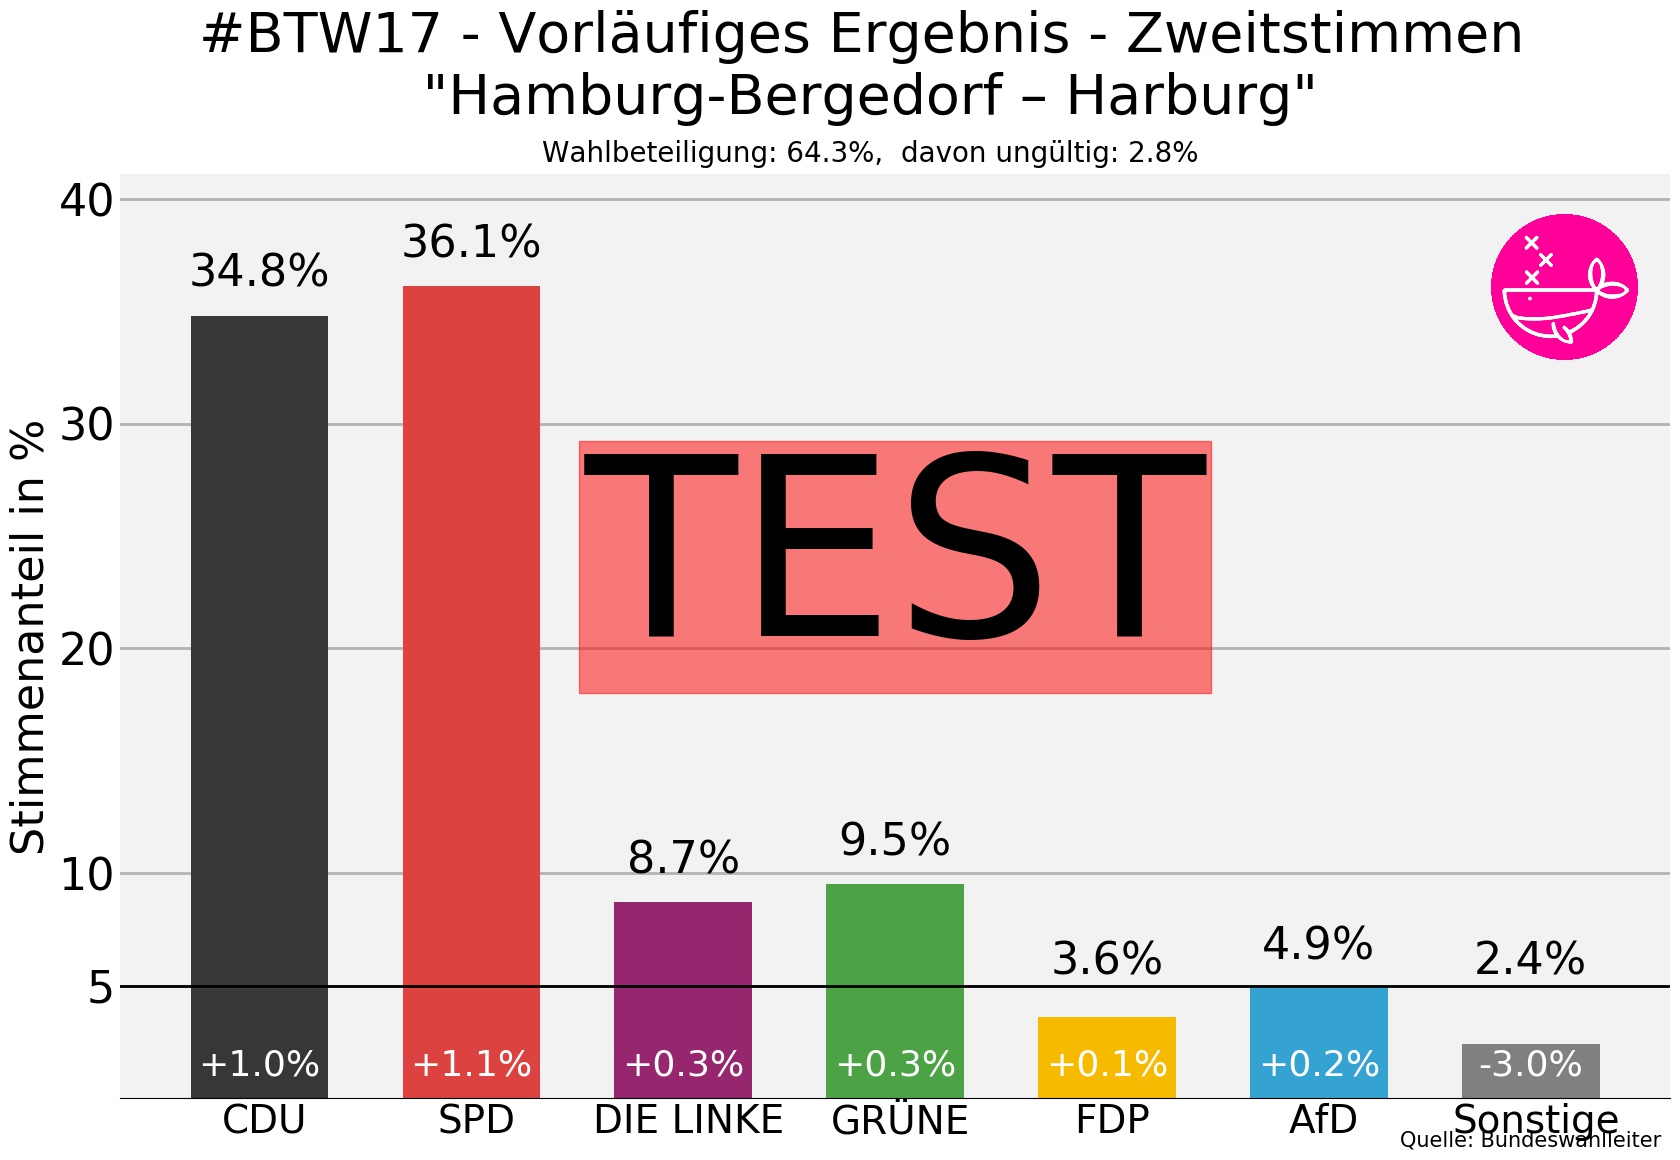 #BTW17 - Vorläufiges Ergebnis - Zweitstimmen
"Hamburg-Bergedorf – Harburg"
Wahlbeteiligung: 64.3%,  davon ungültig: 2.8%
Stimmenanteil in %
40
30
20
10
5
34.8%
36.1%
8.7%
9.5%
3.6%
4.9%
2.4%
TEST
+1.0%
+1.1%
+0.3%
+0.3%
+0.1%
+0.2%
-3.0%
CDU
SPD
DIE LINKE
GRÜNE
FDP
AfD
Sonstige
Quelle: Bundeswahlleiter